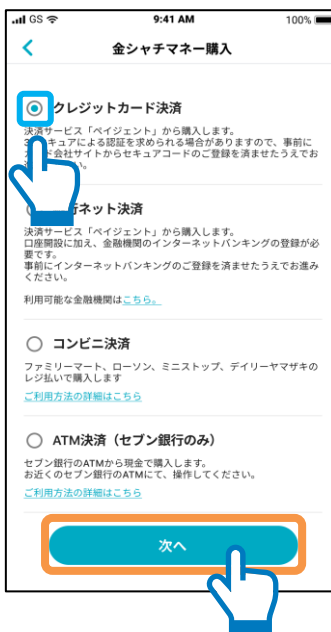 GS 9:41 AM 100%
金シャチマネー購入
クレジットカード決済
決済サービス「ペイジェント」から購入します。
キュアによる認証を求められる場合がありますので、事前に
ド会社サイトからセキュアコードのご登録を済ませたうえでお
い。
ネット決済
決済サービス「ペイジェント」から購入します。
口座開設に加え、金融機関のインターネットバンキングの登録が必
要です。
事前にインターネットバンキングのご登録を済ませたうえでお進み
ください。
利用可能な金融機関はこちら。
コンビニ決済
ファミリーマート、ローソン、ミニストップ、デイリーヤマザキの
レジ払いで購入します
ご利用方法の詳細はこちら
ATM決済（セブン銀行のみ）
セブン銀行のATMから現金で購入します。
お近くのセブン銀行のATMにて、操作してください。
ご利用方法の詳細はこちら
次へ